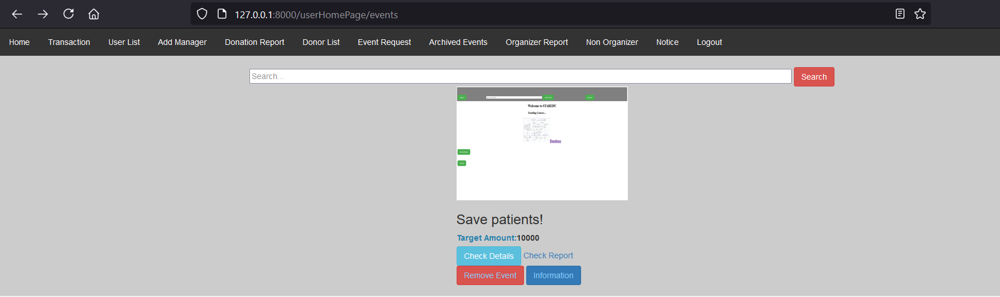 127.0.0.1:8000/userHomePage/events
Home Transaction User List Add Manager Donation Report Donor List Event Request Archived Events Organizer Report Non Organizer Notice Logout
Search... Search
Welcome to STAREDU
Trending Courses...
Database
Save patients!
Target Amount:10000
Check Details Check Report
Remove Event Information